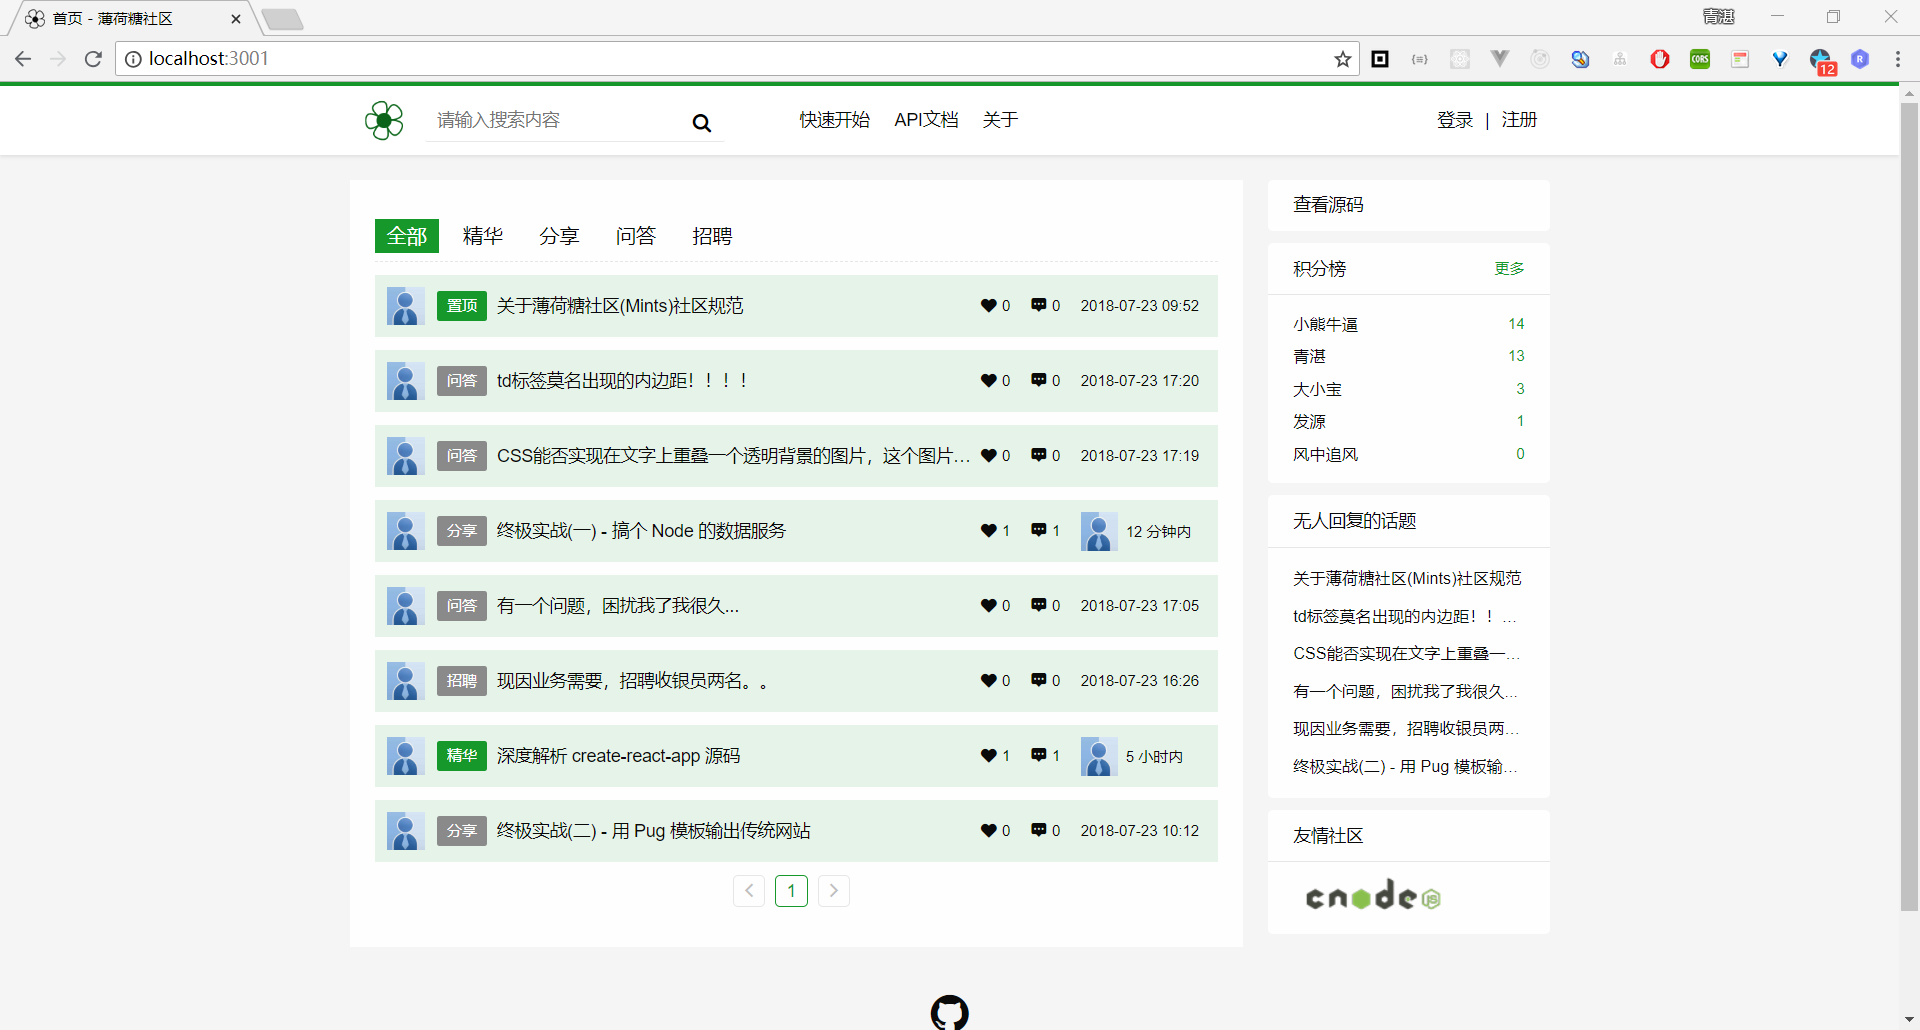 首页 - 薄荷糖社区
青湛
localhost:3001
12
请输入搜索内容
快速开始 API文档 关于
登录 | 注册
全部 精华 分享 问答 招聘
置顶 关于薄荷糖社区(Mints)社区规范 0 0 2018-07-23 09:52
问答 td标签莫名出现的内边距！！！！ 0 0 2018-07-23 17:20
问答 CSS能否实现在文字上重叠一个透明背景的图片，这个图片… 0 0 2018-07-23 17:19
分享 终极实战(一) - 搞个 Node 的数据服务 1 1 12 分钟内
问答 有一个问题，困扰我了我很久... 0 0 2018-07-23 17:05
招聘 现因业务需要，招聘收银员两名。。 0 0 2018-07-23 16:26
精华 深度解析 create-react-app 源码 1 1 5 小时内
分享 终极实战(二) - 用 Pug 模板输出传统网站 0 0 2018-07-23 10:12
1
查看源码
积分榜 更多
小熊牛逼 14
青湛 13
大小宝 3
发源 1
风中追风 0
无人回复的话题
关于薄荷糖社区(Mints)社区规范
td标签莫名出现的内边距！！…
CSS能否实现在文字上重叠一…
有一个问题，困扰我了我很久...
现因业务需要，招聘收银员两…
终极实战(二) - 用 Pug 模板输…
友情社区
cnode JS